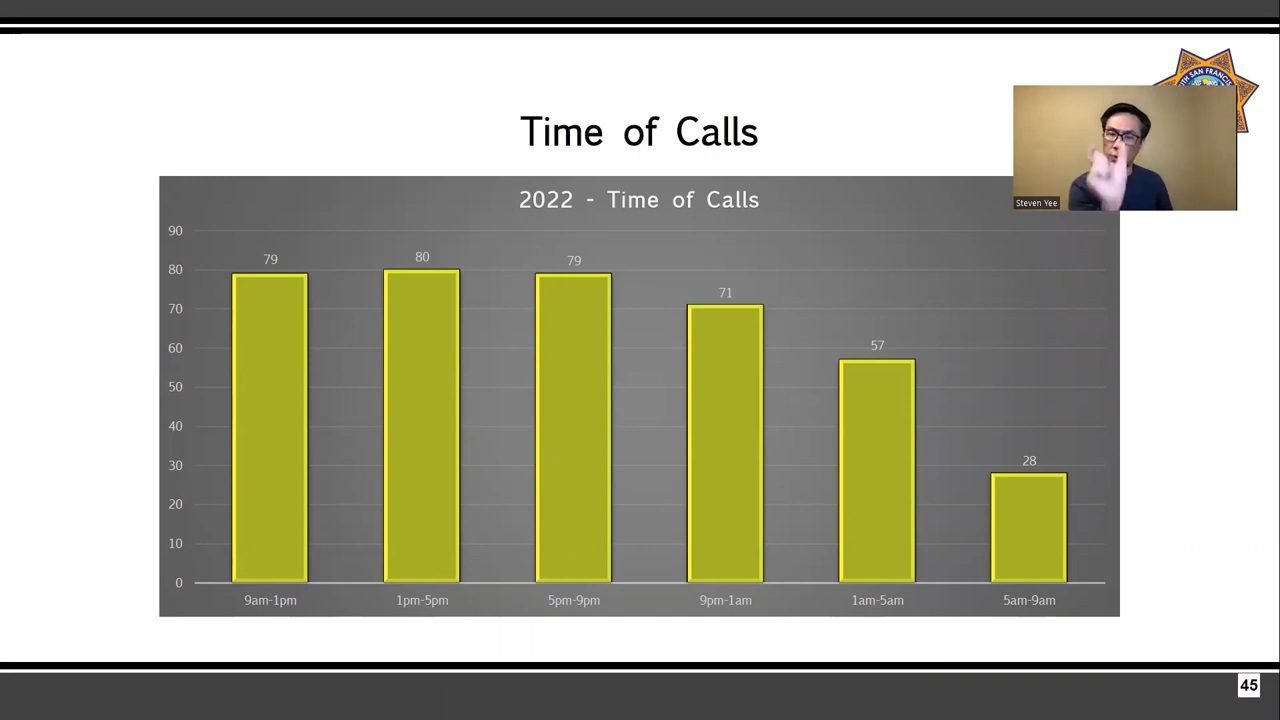 Time of Calls
2022 - Time of Calls
Steven Yee
90
80
70
60
50
40
30
20
10
0
79
80
79
71
57
28
9am-1pm
1pm-5pm
5pm-9pm
9pm-1am
1am-5am
5am-9am
45